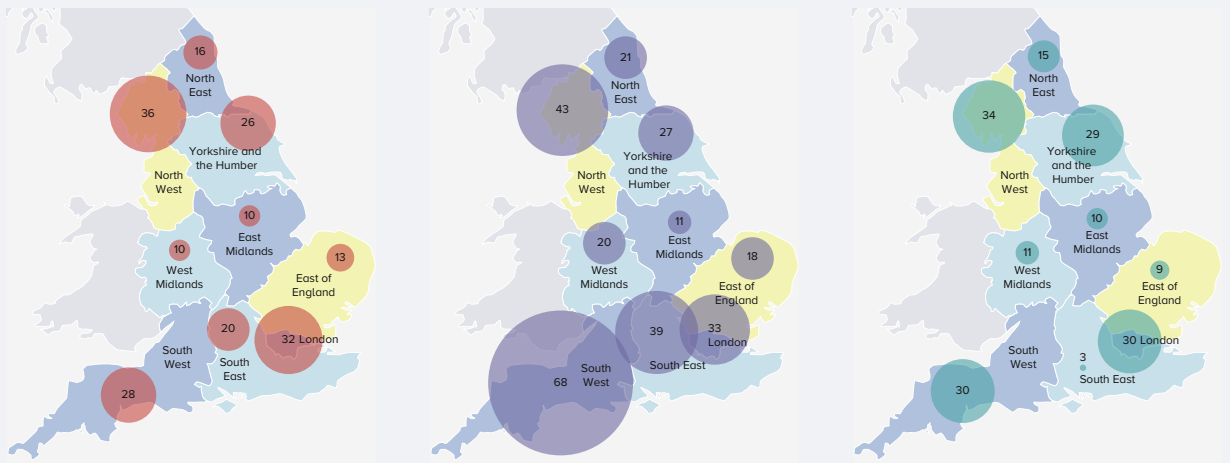 16
North
East
36
26
Yorkshire and
the Humber
North
West
10
East
Midlands
10
West
Midlands
13
East of
England
20
South
East
32 London
South
West
28
21
North
East
43
27
Yorkshire
and the
Humber
North
West
11
East
Midlands
20
West
Midlands
18
East of
England
39
33
London
South East
68
South
West
15
North
East
34
29
Yorkshire
and the
Humber
North
West
10
East
Midlands
11
West
Midlands
9
East of
England
30 London
3
South East
South
West
30